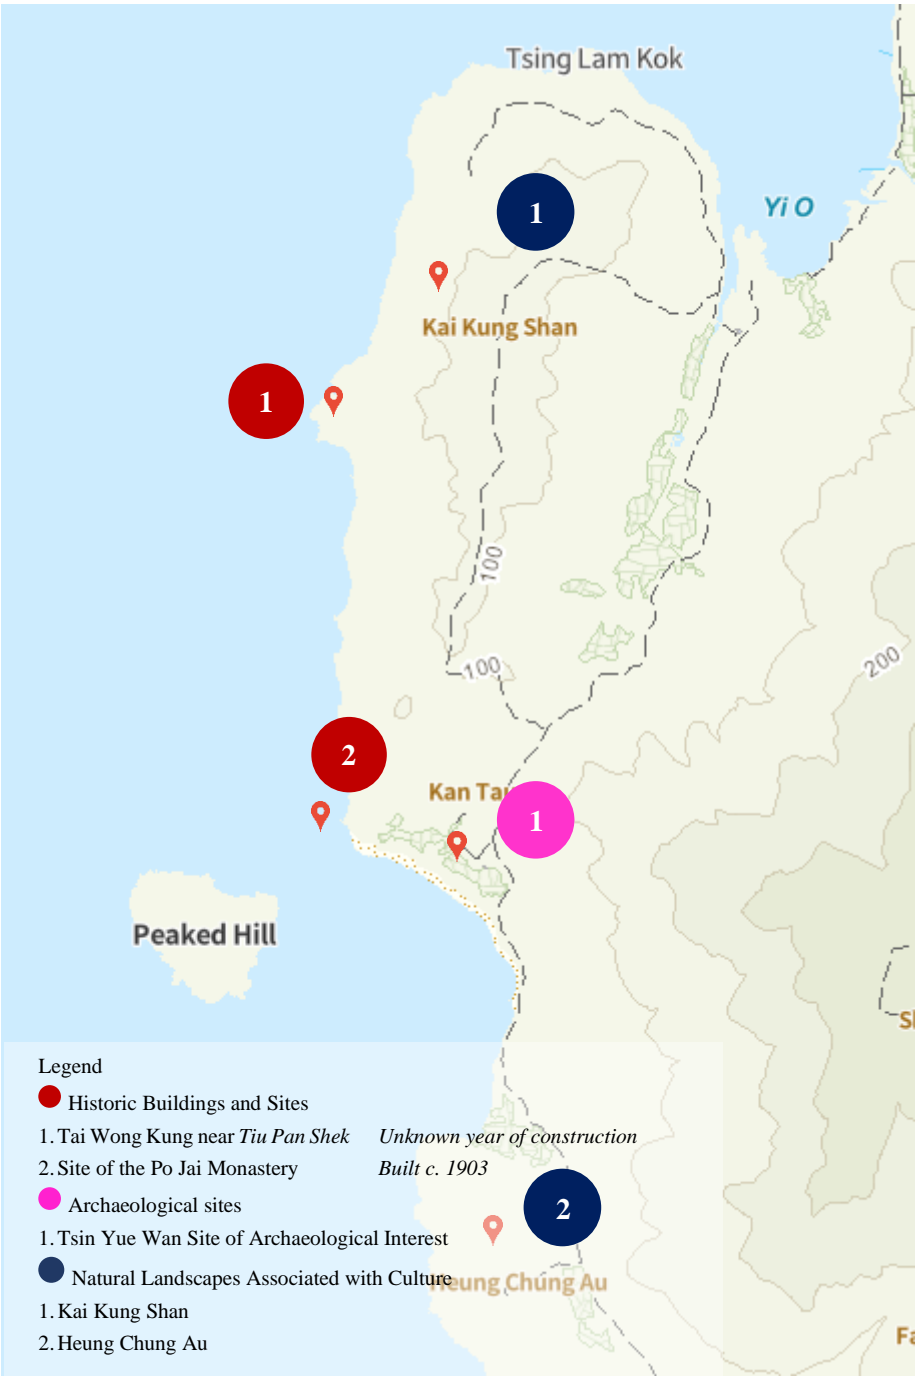 Tsing Lam Kok
1
Yi O
Kai Kung Shan
1
100
100
200
2
Kan Tau
1
Peaked Hill
Legend
Historic Buildings and Sites
1. Tai Wong Kung near Tiu Pan Shek Unknown year of construction
2. Site of the Po Jai Monastery Built c. 1903
Archaeological sites
1. Tsin Yue Wan Site of Archaeological Interest
2
Natural Landscapes Associated with Culture
Heung Chung Au
1. Kai Kung Shan
2. Heung Chung Au